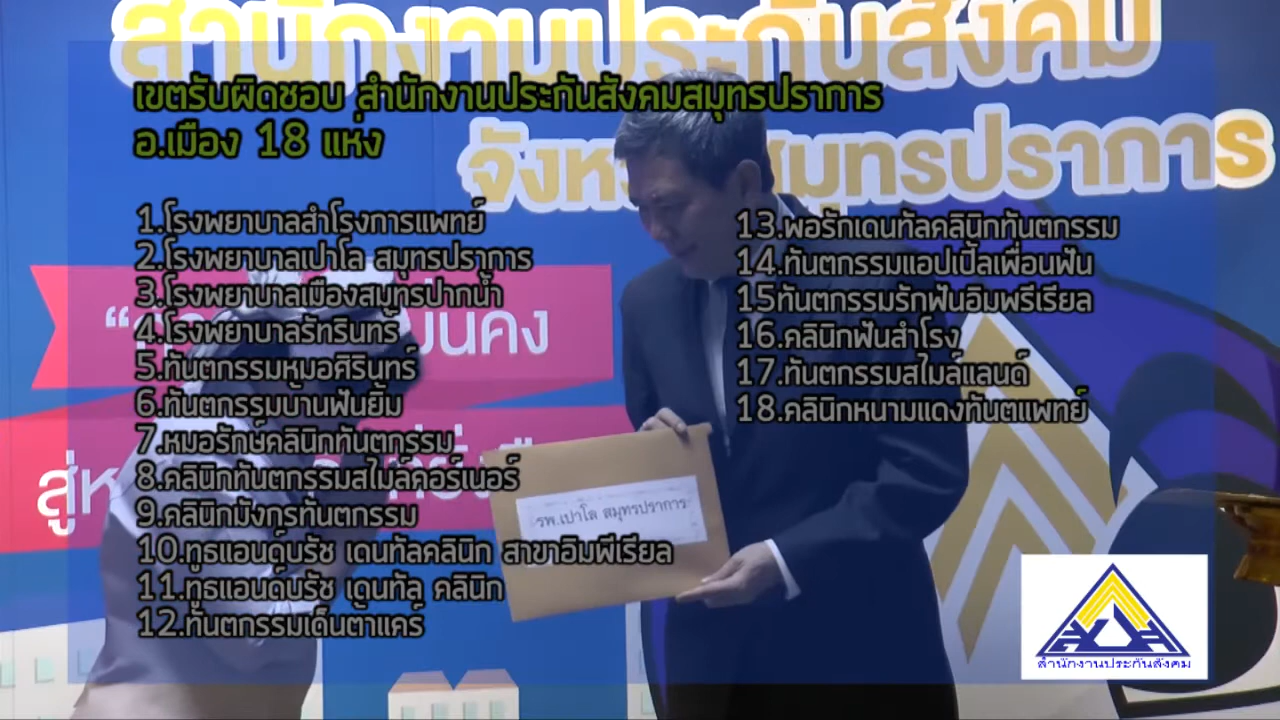 สำนักงานประกันสังคม
เขตรับผิดชอบ สำนักงานประกันสังคมสมุทรปราการ
อ.เมือง 18 แห่ง
สมุทรปราการ
1.โรงพยาบาลสำโรงการแพทย์
2.โรงพยาบาลเปาโล สมุทรปราการ
3.โรงพยาบาลเมืองสมุทรปากน้ำ
4.โรงพยาบาลรัทรินทร์
5.ทันตกรรมหมอศิรินทร์
6.ทันตกรรมบ้านฟันยิ้ม
7.หมอรักษ์คลินิกทันตกรรม
8.คลินิกทันตกรรมสไมล์คอร์เนอร์
9.คลินิกมังกรทันตกรรม
10.ทูธแอนด์บรัช เดนทัลคลินิก สาขาอิมพีเรียล
11.ทูธแอนด์บรัช เดนทัล คลินิก
12.ทันตกรรมเด็นต้าแคร์
13.พอรักเดนทัลคลินิกทันตกรรม
14.ทันตกรรมแอปเปิ้ลเพื่อนฟัน
15ทันตกรรมรักฟันอิมพรีเรียล
16.คลินิกฟันสำโรง
17.ทันตกรรมสไมล์แลนด์
18.คลินิกหนามแดงทันตแพทย์
รพ.เปาโล สมุทรปราการ
สำนักงานประกันสังคม